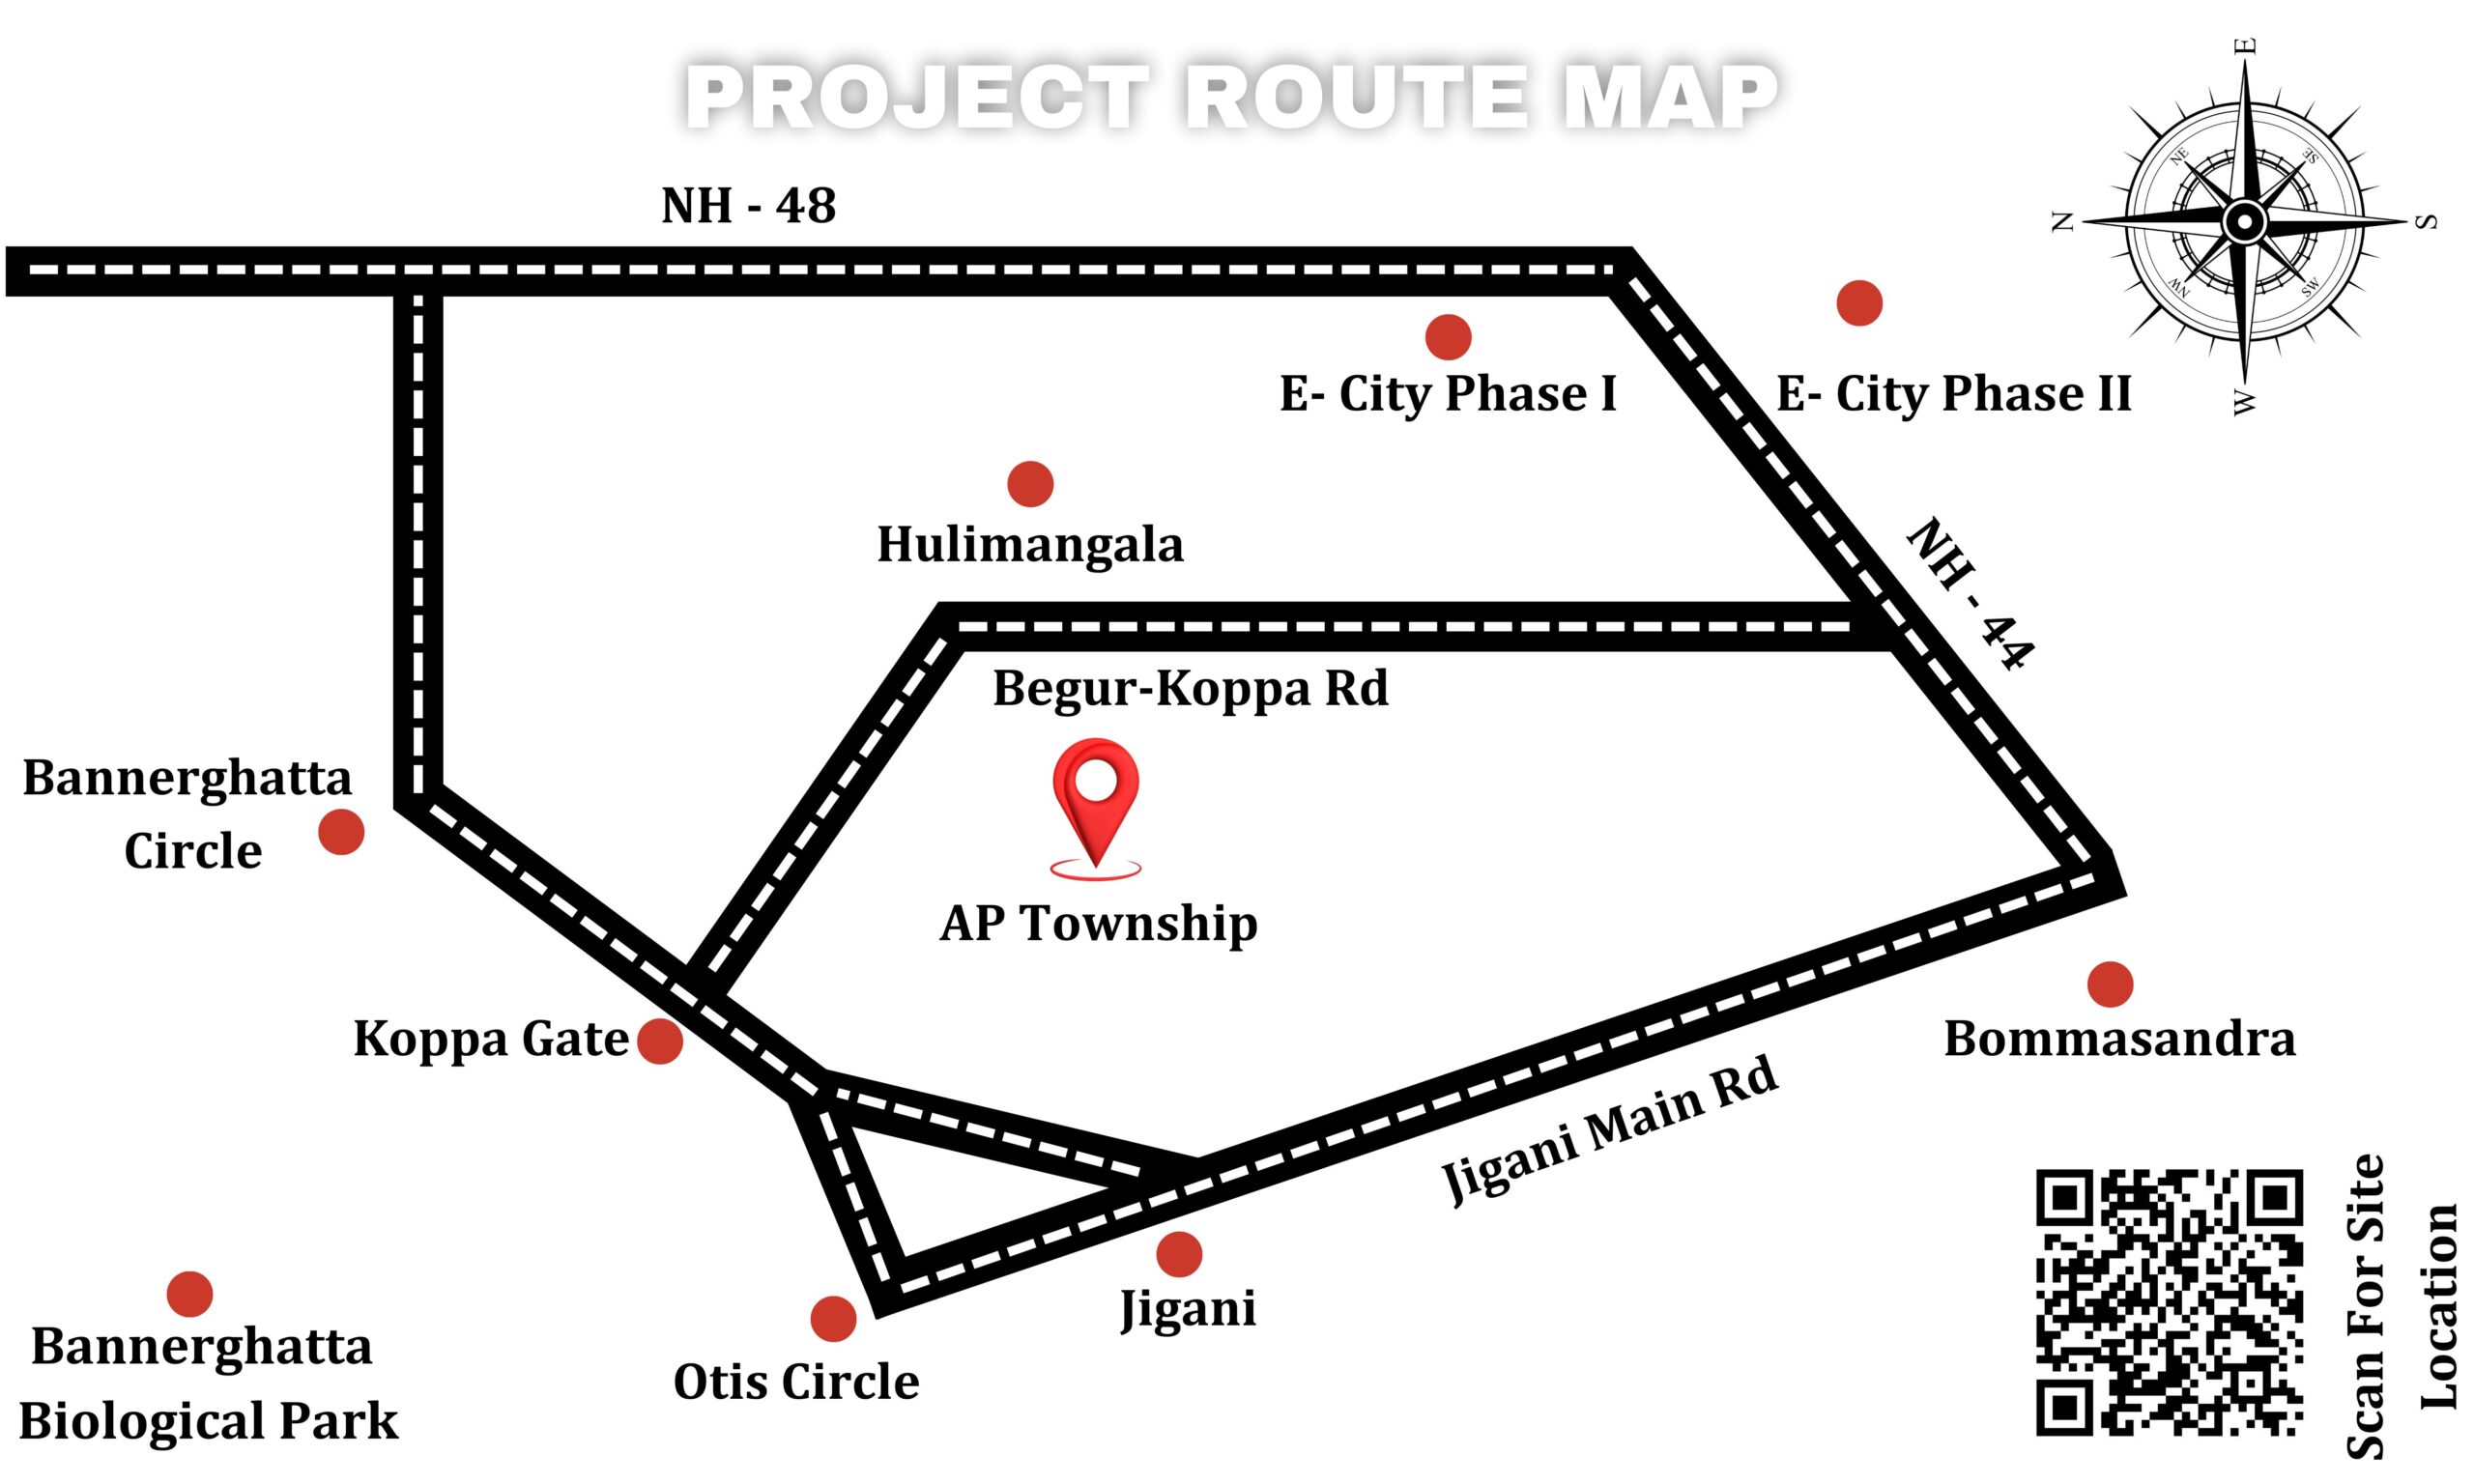 PROJECT ROUTE MAP
E
NE
SE
N
S
NW
SW
W
NH - 48
E- City Phase I
E- City Phase II
Hulimangala
NH - 44
Begur-Koppa Rd
Bannerghatta
Circle
AP Township
Koppa Gate
Bommasandra
Jigani Main Rd
Jigani
Otis Circle
Bannerghatta
Biological Park
Scan For Site
Location